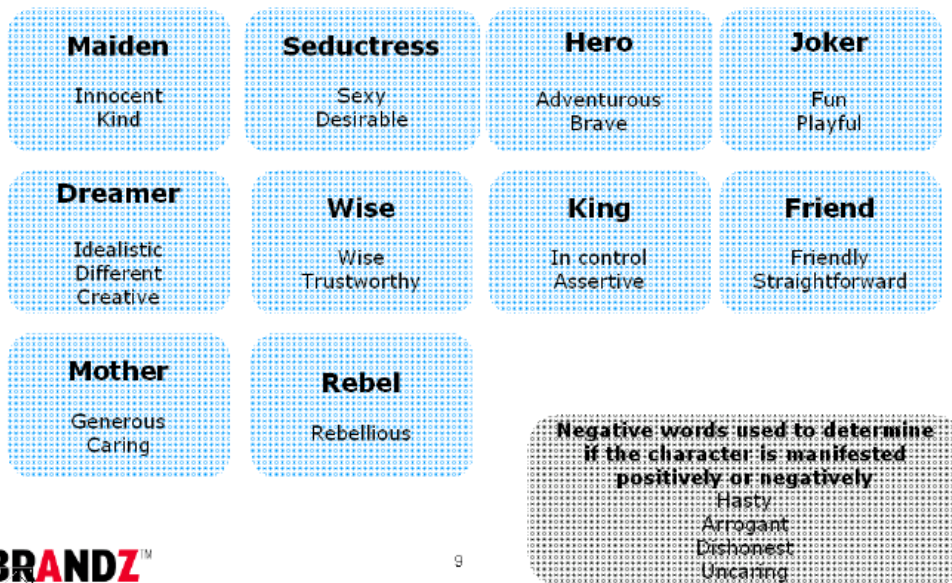 Maiden
Innocent
Kind
Seductress
Sexy
Desirable
Hero
Adventurous
Brave
Joker
Fun
Playful
Dreamer
Idealistic
Different
Creative
Wise
Wise
Trustworthy
King
In control
Assertive
Friend
Friendly
Straightforward
Mother
Generous
Caring
Rebel
Rebellious
Negative words used to determine
if the character is manifested
positively or negatively
Hasty
Arrogant
Dishonest
Uncaring
BRANDZ™
9